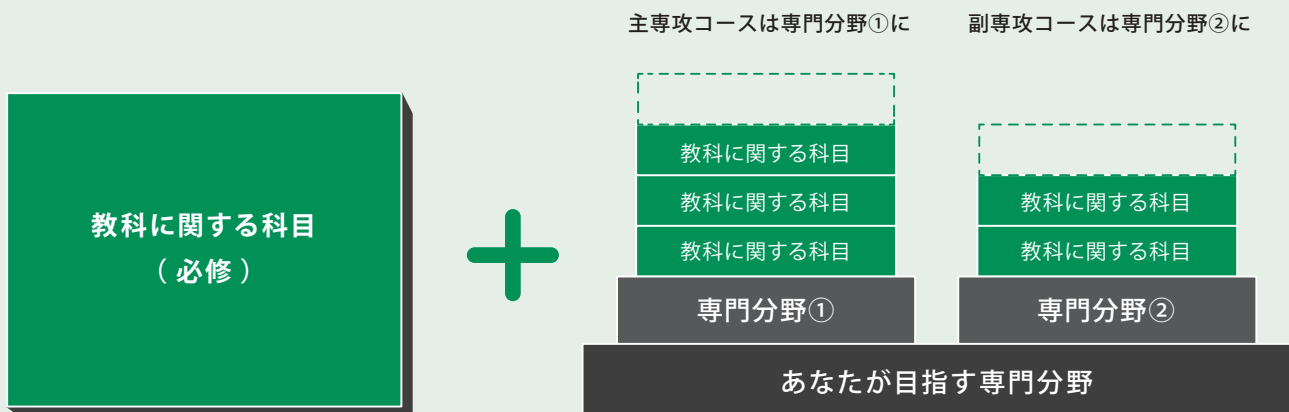 主専攻コースは専門分野①に
副専攻コースは専門分野②に
教科に関する科目
（必修）
教科に関する科目
教科に関する科目
教科に関する科目
専門分野①
教科に関する科目
教科に関する科目
専門分野②
あなたが目指す専門分野